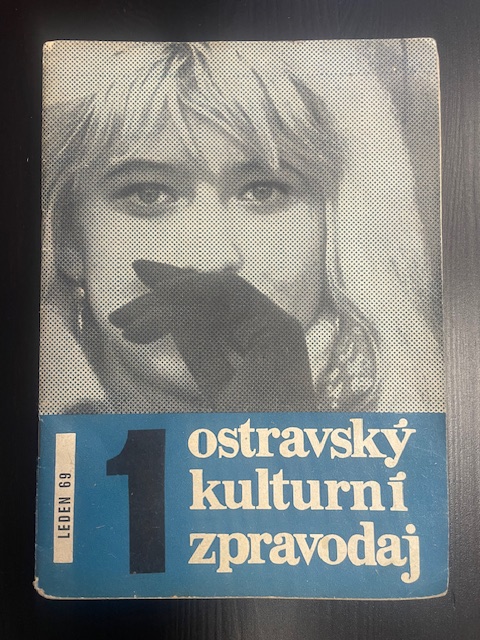 LEDEN 69
1
ostravský
kulturní
zpravodaj